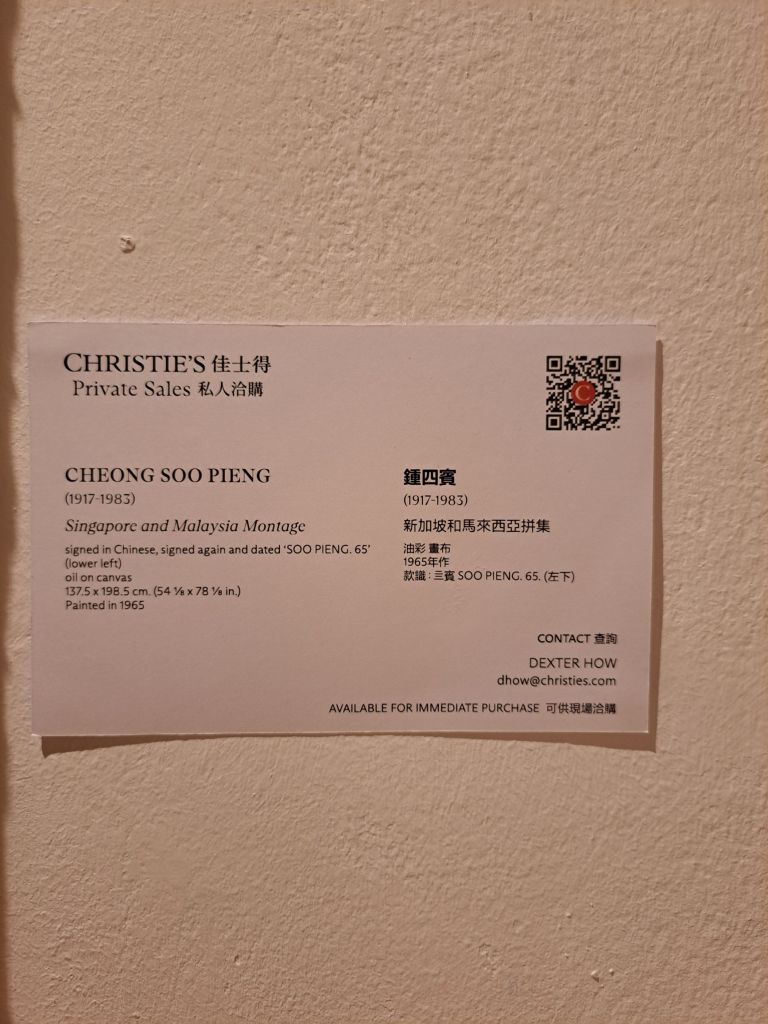 CHRISTIE'S 佳士得
Private Sales 私人洽購
C
CHEONG SOO PIENG
(1917-1983)
Singapore and Malaysia Montage
signed in Chinese, signed again and dated 'SOO PIENG. 65'
(lower left)
oil on canvas
137.5 x 198.5 cm. (54 ⅛ x 78 ⅛ in.)
Painted in 1965
鍾四賓
(1917-1983)
新加坡和馬來西亞拼集
油彩 畫布
1965年作
款識：亖賓 SOO PIENG. 65. (左下)
CONTACT 查詢
DEXTER HOW
dhow@christies.com
AVAILABLE FOR IMMEDIATE PURCHASE 可供現場洽購